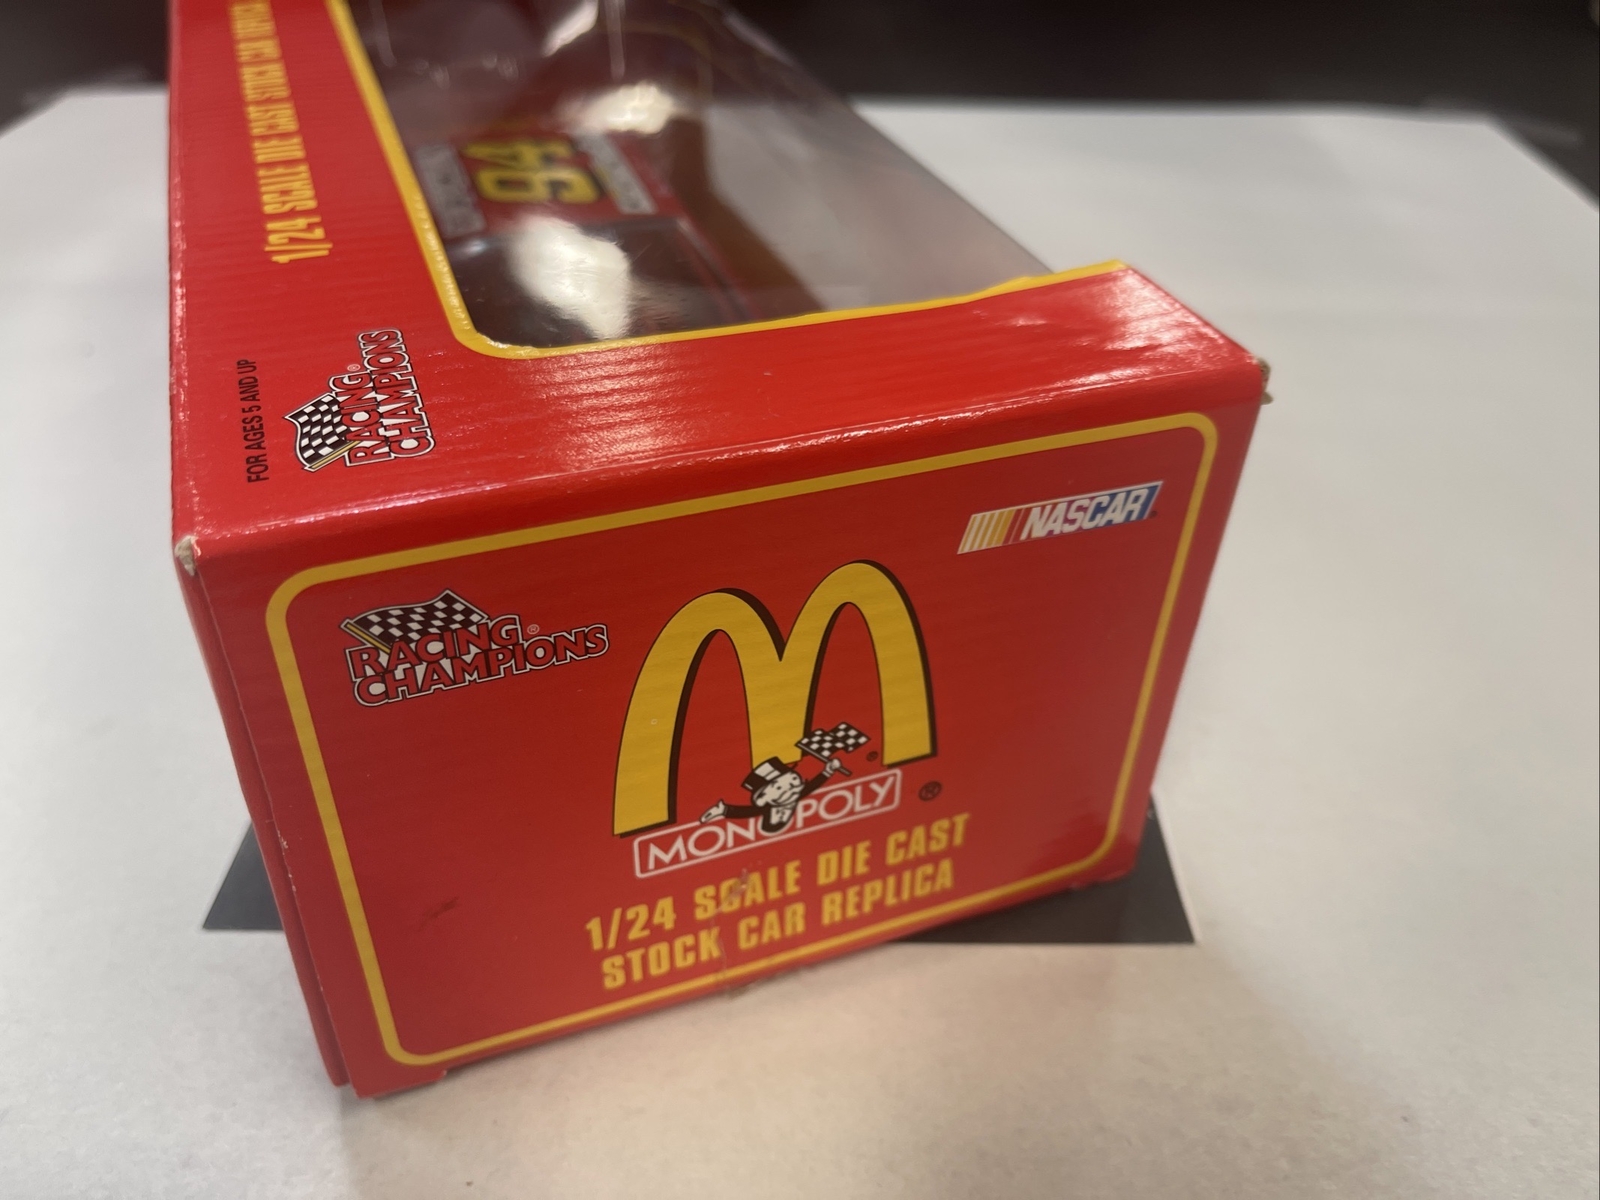 1/24 SCALE DIE CAST STOCK CAR REPLICA
94
FOR AGES 5 AND UP
RACING®
CHAMPIONS
NASCAR
RACING®
CHAMPIONS
MONOPOLY ®
1/24 SCALE DIE CAST
STOCK CAR REPLICA